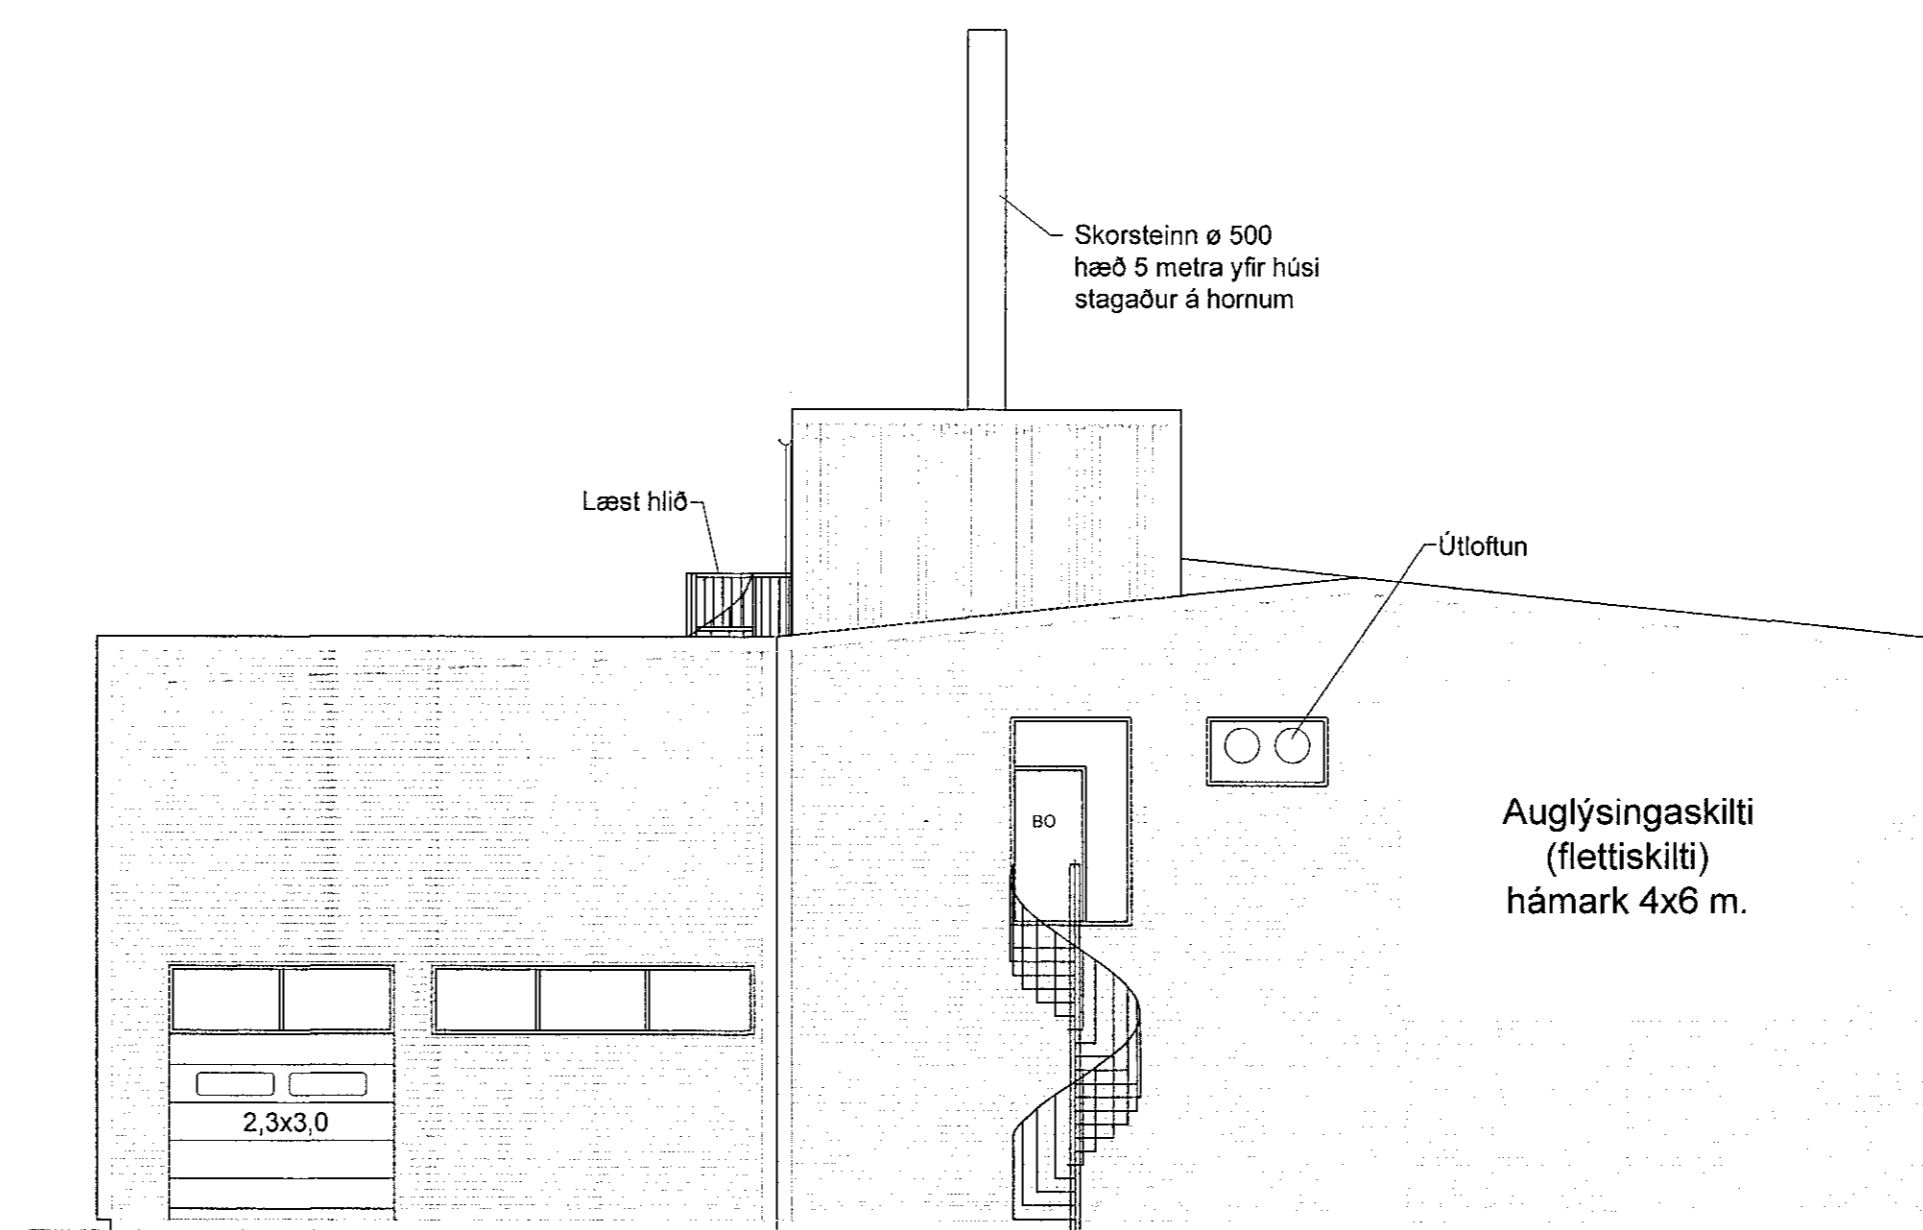 Skorsteinn ø 500
hæð 5 metra yfir húsi
stagaður á hornum
Læst hlið
Útloftun
BO
Auglýsingaskilti
(flettiskilti)
hámark 4x6 m.
2,3x3,0